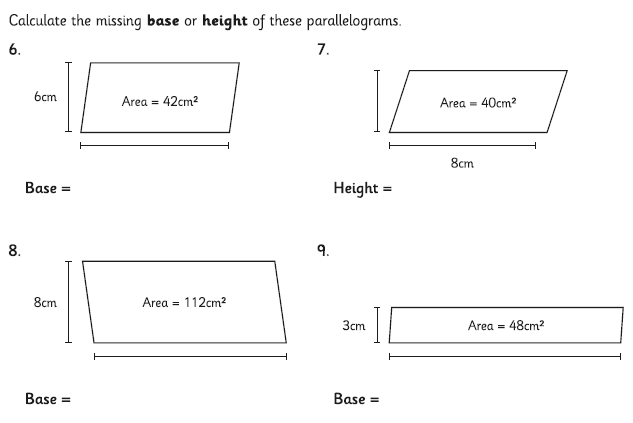 Calculate the missing base or height of these parallelograms.
6.
6cm
Area = 42cm²
Base =
7.
Area = 40cm²
8cm
Height =
8.
8cm
Area = 112cm²
Base =
9.
3cm
Area = 48cm²
Base =